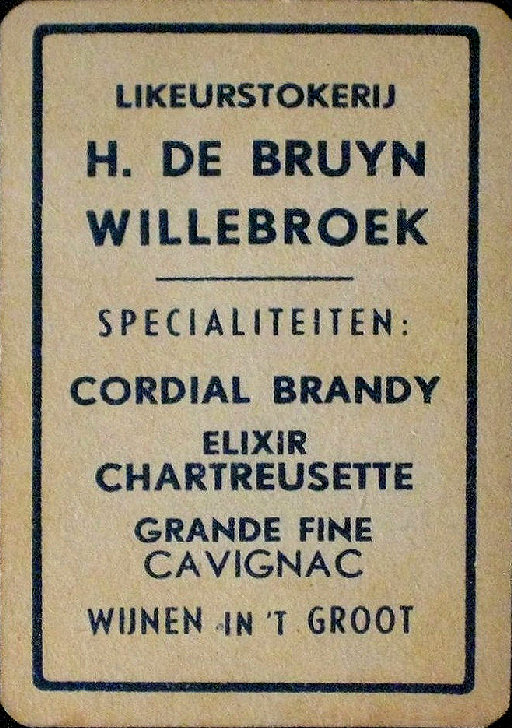 LIKEURSTOKERIJ
H. DE BRUYN
WILLEBROEK
SPECIALITEITEN:
CORDIAL BRANDY
ELIXIR
CHARTREUSETTE
GRANDE FINE
CAVIGNAC
WIJNEN IN 'T GROOT